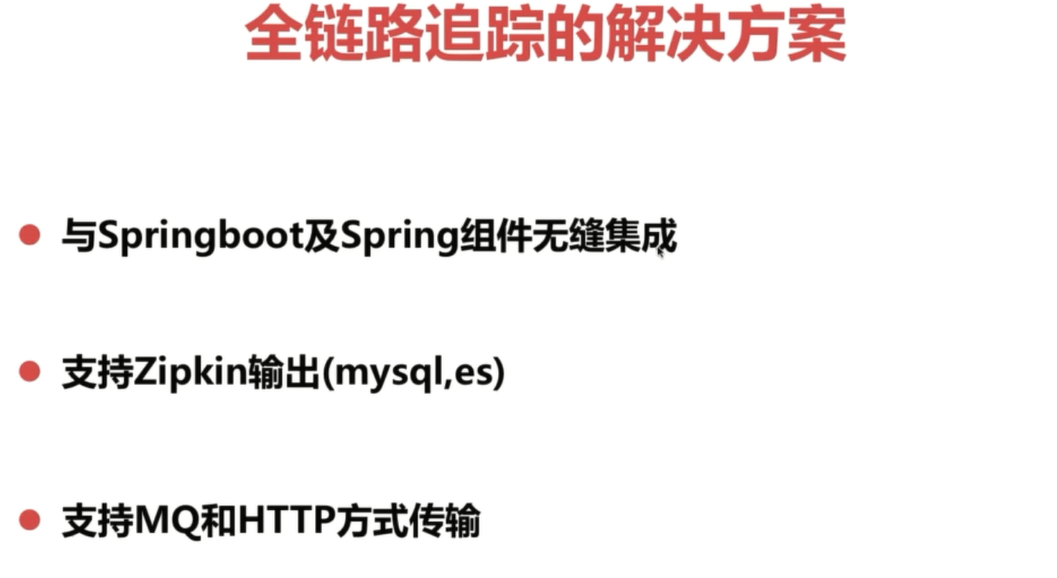 全链路追踪的解决方案
与Springboot及Spring组件无缝集成
支持Zipkin输出(mysql,es)
支持MQ和HTTP方式传输